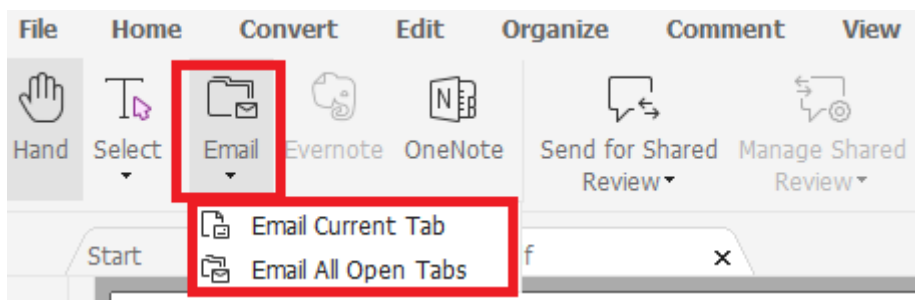 File Home Convert Edit Organize Comment View
Hand Select Email Evernote OneNote Send for Shared Review Manage Shared Review
Email Current Tab
Email All Open Tabs
Start f